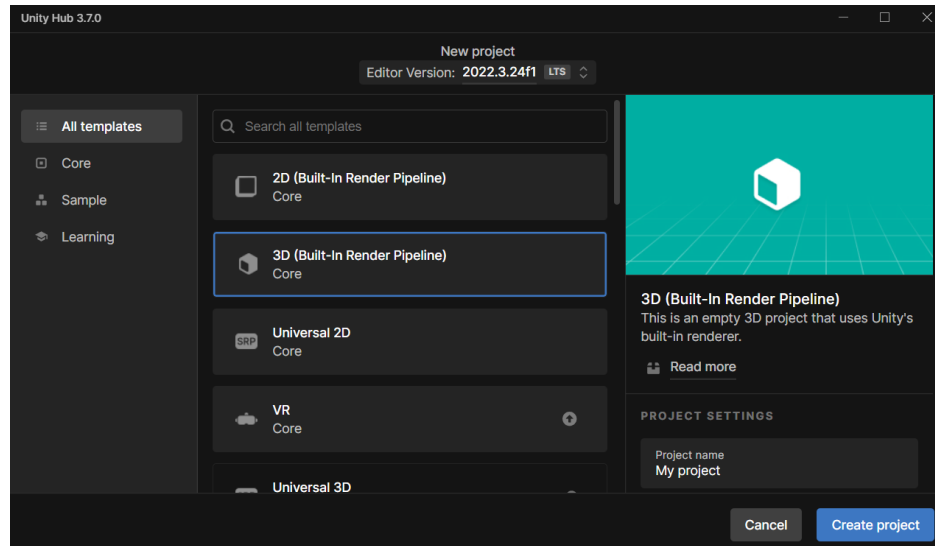 Unity Hub 3.7.0
New project
Editor Version: 2022.3.24f1 LTS
All templates
Core
Sample
Learning
Search all templates
2D (Built-In Render Pipeline)
Core
3D (Built-In Render Pipeline)
Core
SRP
Universal 2D
Core
VR
Core
Universal 3D
3D (Built-In Render Pipeline)
This is an empty 3D project that uses Unity's
built-in renderer.
Read more
PROJECT SETTINGS
Project name
My project
Cancel
Create project